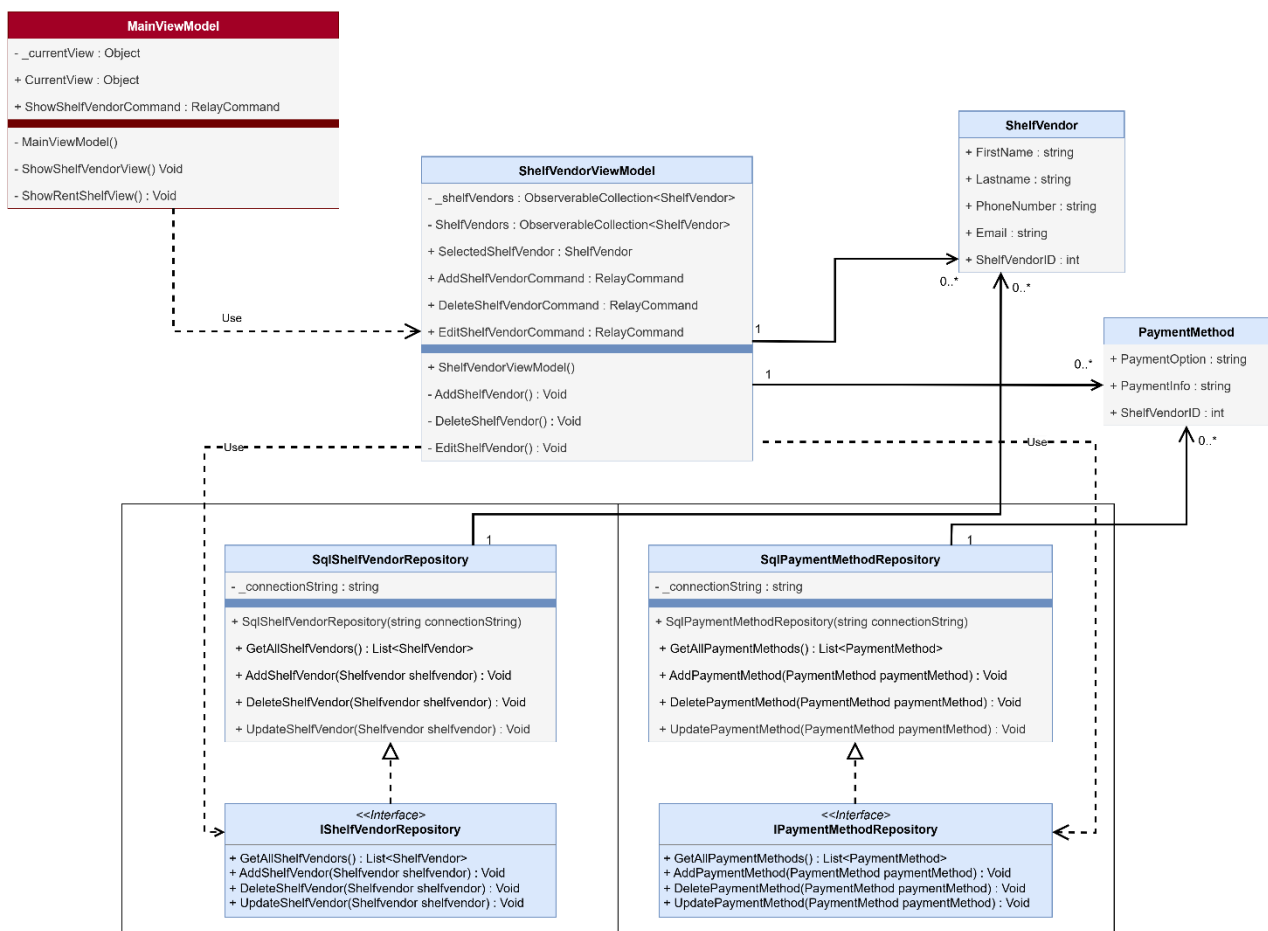 MainViewModel
- _currentView : Object
+ CurrentView : Object
+ ShowShelfVendorCommand : RelayCommand
- MainViewModel()
- ShowShelfVendorView() Void
- ShowRentShelfView() : Void
Use
ShelfVendorViewModel
- _shelfVendors : ObserverableCollection<ShelfVendor>
- ShelfVendors : ObserverableCollection<ShelfVendor>
+ SelectedShelfVendor : ShelfVendor
+ AddShelfVendorCommand : RelayCommand
+ DeleteShelfVendorCommand : RelayCommand
+ EditShelfVendorCommand : RelayCommand
+ ShelfVendorViewModel()
- AddShelfVendor() : Void
- DeleteShelfVendor() : Void
- EditShelfVendor() : Void
1
1
Use
Use
ShelfVendor
+ FirstName : string
+ Lastname : string
+ PhoneNumber : string
+ Email : string
+ ShelfVendorID : int
0..*
0..*
PaymentMethod
+ PaymentOption : string
+ PaymentInfo : string
+ ShelfVendorID : int
0..*
0..*
1
SqlShelfVendorRepository
- _connectionString : string
+ SqlShelfVendorRepository(string connectionString)
+ GetAllShelfVendors() : List<ShelfVendor>
+ AddShelfVendor(Shelfvendor shelfvendor) : Void
+ DeleteShelfVendor(Shelfvendor shelfvendor) : Void
+ UpdateShelfVendor(Shelfvendor shelfvendor) : Void
1
SqlPaymentMethodRepository
- _connectionString : string
+ SqlPaymentMethodRepository(string connectionString)
+ GetAllPaymentMethods() : List<PaymentMethod>
+ AddPaymentMethod(PaymentMethod paymentMethod) : Void
+ DeletePaymentMethod(PaymentMethod paymentMethod) : Void
+ UpdatePaymentMethod(PaymentMethod paymentMethod) : Void
<<Interface>>
IShelfVendorRepository
+ GetAllShelfVendors() : List<ShelfVendor>
+ AddShelfVendor(Shelfvendor shelfvendor) : Void
+ DeleteShelfVendor(Shelfvendor shelfvendor) : Void
+ UpdateShelfVendor(Shelfvendor shelfvendor) : Void
<<Interface>>
IPaymentMethodRepository
+ GetAllPaymentMethods() : List<PaymentMethod>
+ AddPaymentMethod(PaymentMethod paymentMethod) : Void
+ DeletePaymentMethod(PaymentMethod paymentMethod) : Void
+ UpdatePaymentMethod(PaymentMethod paymentMethod) : Void